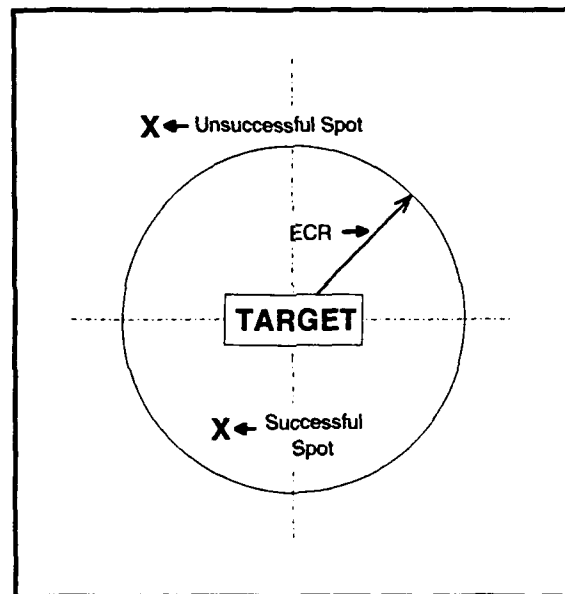 X ← Unsuccessful Spot
ECR →
TARGET
X ← Successful
Spot